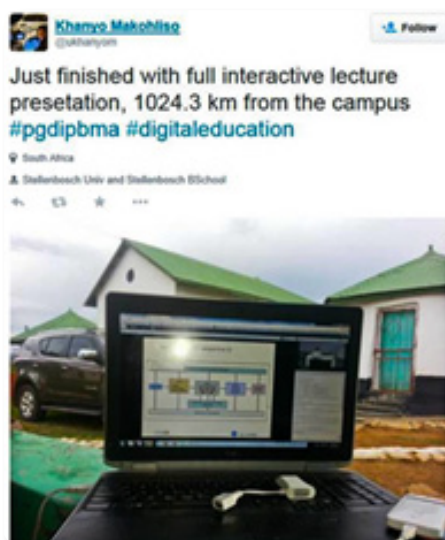 Khanyo Makohliso
@ukhanyom
Follow
Just finished with full interactive lecture
presetation, 1024.3 km from the campus
#pgdipbma #digitaleducation
South Africa
Stellenbosch Univ and Stellenbosch BSchool